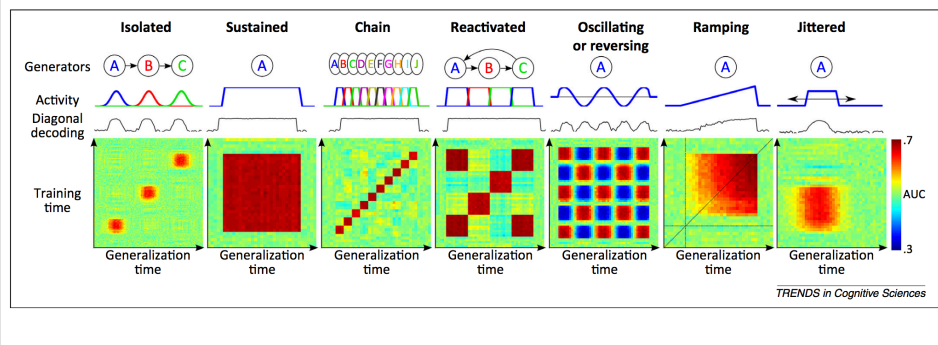 Isolated
Sustained
Chain
Reactivated
Oscillating
or reversing
Ramping
Jittered
Generators
A B C
A
A B C D E F G H I J
A B C
A
A
A
Activity
Diagonal
decoding
Training
time
.7
AUC
.3
Generalization
time
Generalization
time
Generalization
time
Generalization
time
Generalization
time
Generalization
time
Generalization
time
TRENDS in Cognitive Sciences